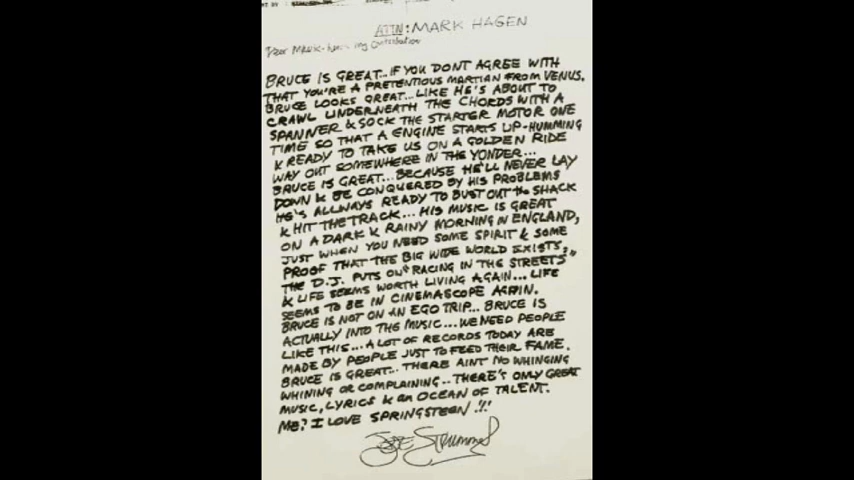 ATTN: MARK HAGEN
Dear Mark - here's my contribution
BRUCE IS GREAT... IF YOU DONT AGREE WITH
THAT YOU'RE A PRETENTIOUS MARTIAN FROM VENUS.
BRUCE LOOKS GREAT... LIKE HE'S ABOUT TO
CRAWL UNDERNEATH THE CHORDS WITH A
SPANNER & SOCK THE STARTER MOTOR ONE
TIME SO THAT A ENGINE STARTS UP-HUMMING
& READY TO TAKE US ON A GOLDEN RIDE
WAY OUT SOMEWHERE IN THE YONDER...
BRUCE IS GREAT... BECAUSE HE'LL NEVER LAY
DOWN & BE CONQUERED BY HIS PROBLEMS
HE'S ALLWAYS READY TO BUST OUT the SHACK
& HIT THE TRACK... HIS MUSIC IS GREAT
ON A DARK & RAINY MORNING IN ENGLAND,
JUST WHEN YOU NEED SOME SPIRIT & SOME
PROOF THAT THE BIG WIDE WORLD EXISTS,
THE D.J. PUTS ON "RACING IN THE STREETS"
& LIFE SEEMS WORTH LIVING AGAIN... LIFE
SEEMS TO BE IN CINEMASCOPE AGAIN.
BRUCE IS NOT ON AN EGO TRIP... BRUCE IS
ACTUALLY INTO THE MUSIC... WE NEED PEOPLE
LIKE THIS... A LOT OF RECORDS TODAY ARE
MADE BY PEOPLE JUST TO FEED THEIR FAME.
BRUCE IS GREAT... THERE AINT NO WHINGING
WHINING OR COMPLAINING.. THERE'S ONLY GREAT
MUSIC, LYRICS & an OCEAN OF TALENT.
ME? I LOVE SPRINGSTEEN!!!
JOE Strummer